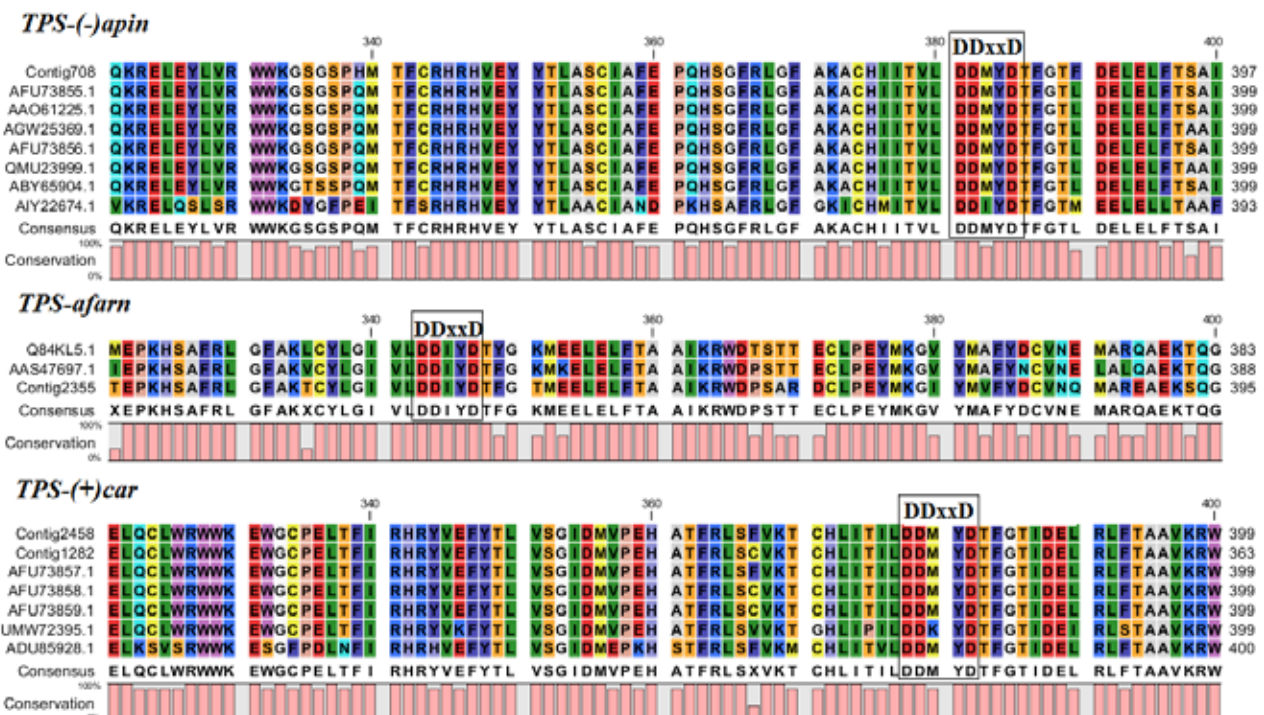 TPS-(-)apin
340 360 380 400
DDxxD
Contig708 QKRELEYLVR WWKGSGSPHM TFCRHRHVEY YTLASCIAFE PQHSGFRLGF AKACHIITVL DDMYDTFGTF DELELFTSAI 397
AFU73855.1 QKRELEYLVR WWKGSGSPQM TFCRHRHVEY YTLASCIAFE PQHSGFRLGF AKACHIITVL DDMYDTFGTL DELELFTSAI 399
AAO61225.1 QKRELEYLVR WWKGSGSPQM TFCRHRHVEY YTLASCIAFE PQHSGFRLGF AKACHIITVL DDMYDTFGTL DELELFTSAI 399
AGW25369.1 QKRELEYLVR WWKGSGSPQM TFCRHRHVEY YTLASCIAFE PQHSGFRLGF AKACHIITVL DDMYDTFGTL DELELFTAAI 399
AFU73856.1 QKRELEYLVR WWKGSGSPQM TFCRHRHVEY YTLASCIAFE PQHSGFRLGF AKACHIITVL DDMYDTFGTL DELELFTSAI 399
QMU23999.1 QKRELEYLVR WWKGSGSPQM TFCRHRHVEY YTLASCIAFE PQHSGFRLGF AKACHIITVL DDMYDTFGTL DELELFTAAI 399
ABY65904.1 QKRELEYLVR WWKGTSSPQM TFCRHRHVEY YTLASCIAFE PQHSGFRLGF AKACHIITVL DDMYDTFGTL DELELFTSAI 399
AIY22674.1 VKRELQSLSR WWKDYGFPEI TFSRHRHVEY YTLAACIAND PKHSAFRLGF GKICHMITVL DDIYDTFGTM DELELLTAAF 393
Consensus QKRELEYLVR WWKGSGSPQM TFCRHRHVEY YTLASCIAFE PQHSGFRLGF AKACHIITVL DDMYDTFGTL DELELFTSAI
100%
Conservation
0%
TPS-afarn
340 360 380 400
DDxxD
Q84KL5.1 MEPKHSAFRL GFAKLCYLGI VLDDIYDTYG KMEELELFTA AIKRWDTSTT ECLPEYMKGV YMAFYDCVNE MARQAEKTQG 383
AAS47697.1 IEPKHSAFRL GFAKVCYLGI VLDDIYDTFG KMKELELFTA AIKRWDPSTT ECLPEYMKGV YMAFYNCVNE LALQAEKTQG 388
Contig2355 TEPKHSAFRL GFAKTCYLGI VLDDIYDTFG TMEELELFTA AIKRWDPSAR DCLPEYMKGI YMVFYDCVNQ MAREAEKSQG 395
Consensus XEPKHSAFRL GFAKXCYLGI VLDDIYDTFG KMEELELFTA AIKRWDPSTT ECLPEYMKGV YMAFYDCVNE MARQAEKTQG
100%
Conservation
0%
TPS-(+)car
340 360 400
DDxxD
Contig2458 ELQCLWRWWK EWGCPELTFI RHRYVEFYTL VSGIDMVPEH ATFRLSFVKT CHLITILDDM YDTFGTIDEL RLFTAAVKRW 399
Contig1282 ELQCLWRWWK EWGCPELTFI RHRYVEFYTL VSGIDMVPEH ATFRLSCVKT CHLITILDDM YDTFGTIDEL RLFTAAVKRW 363
AFU73857.1 ELQCLWRWWK EWGCPELTFI RHRYVEFYTL VSGIDMVPEH ATFRLSFVKT CHLITILDDM YDTFGTIDEL RLFTAAVKRW 399
AFU73858.1 ELQCLWRWWK EWGCPELTFI RHRYVEFYTL VSGIDMVPEH ATFRLSCVKT CHLITILDDM YDTFGTIDEL RLFTAAVKRW 399
AFU73859.1 ELQCLWRWWK EWGCPELTFI RHRYVEFYTL VSGIDMVPEH ATFRLSCVKT CHLITILDDM YDTFGTIDEL RLFTAAVKRW 399
UMW72395.1 ELQCLWRWWK EWGCPELTFI RHRYVKFYTL VSGIDMVPEH ATFRLSVVKT GHLIPILDDK YDTFGTIDEL RLSTAAVKRW 399
ADU85928.1 ELKSVSRWWK ESGFPDLNFI RHRHVEFYTL VSGIDMEPKH STFRLSFVKM CHLITVLDDM YDTFGTIDEL RLFTAAVKRW 400
Consensus ELQCLWRWWK EWGCPELTFI RHRYVEFYTL VSGIDMVPEH ATFRLSXVKT CHLITILDDM YDTFGTIDEL RLFTAAVKRW
100%
Conservation